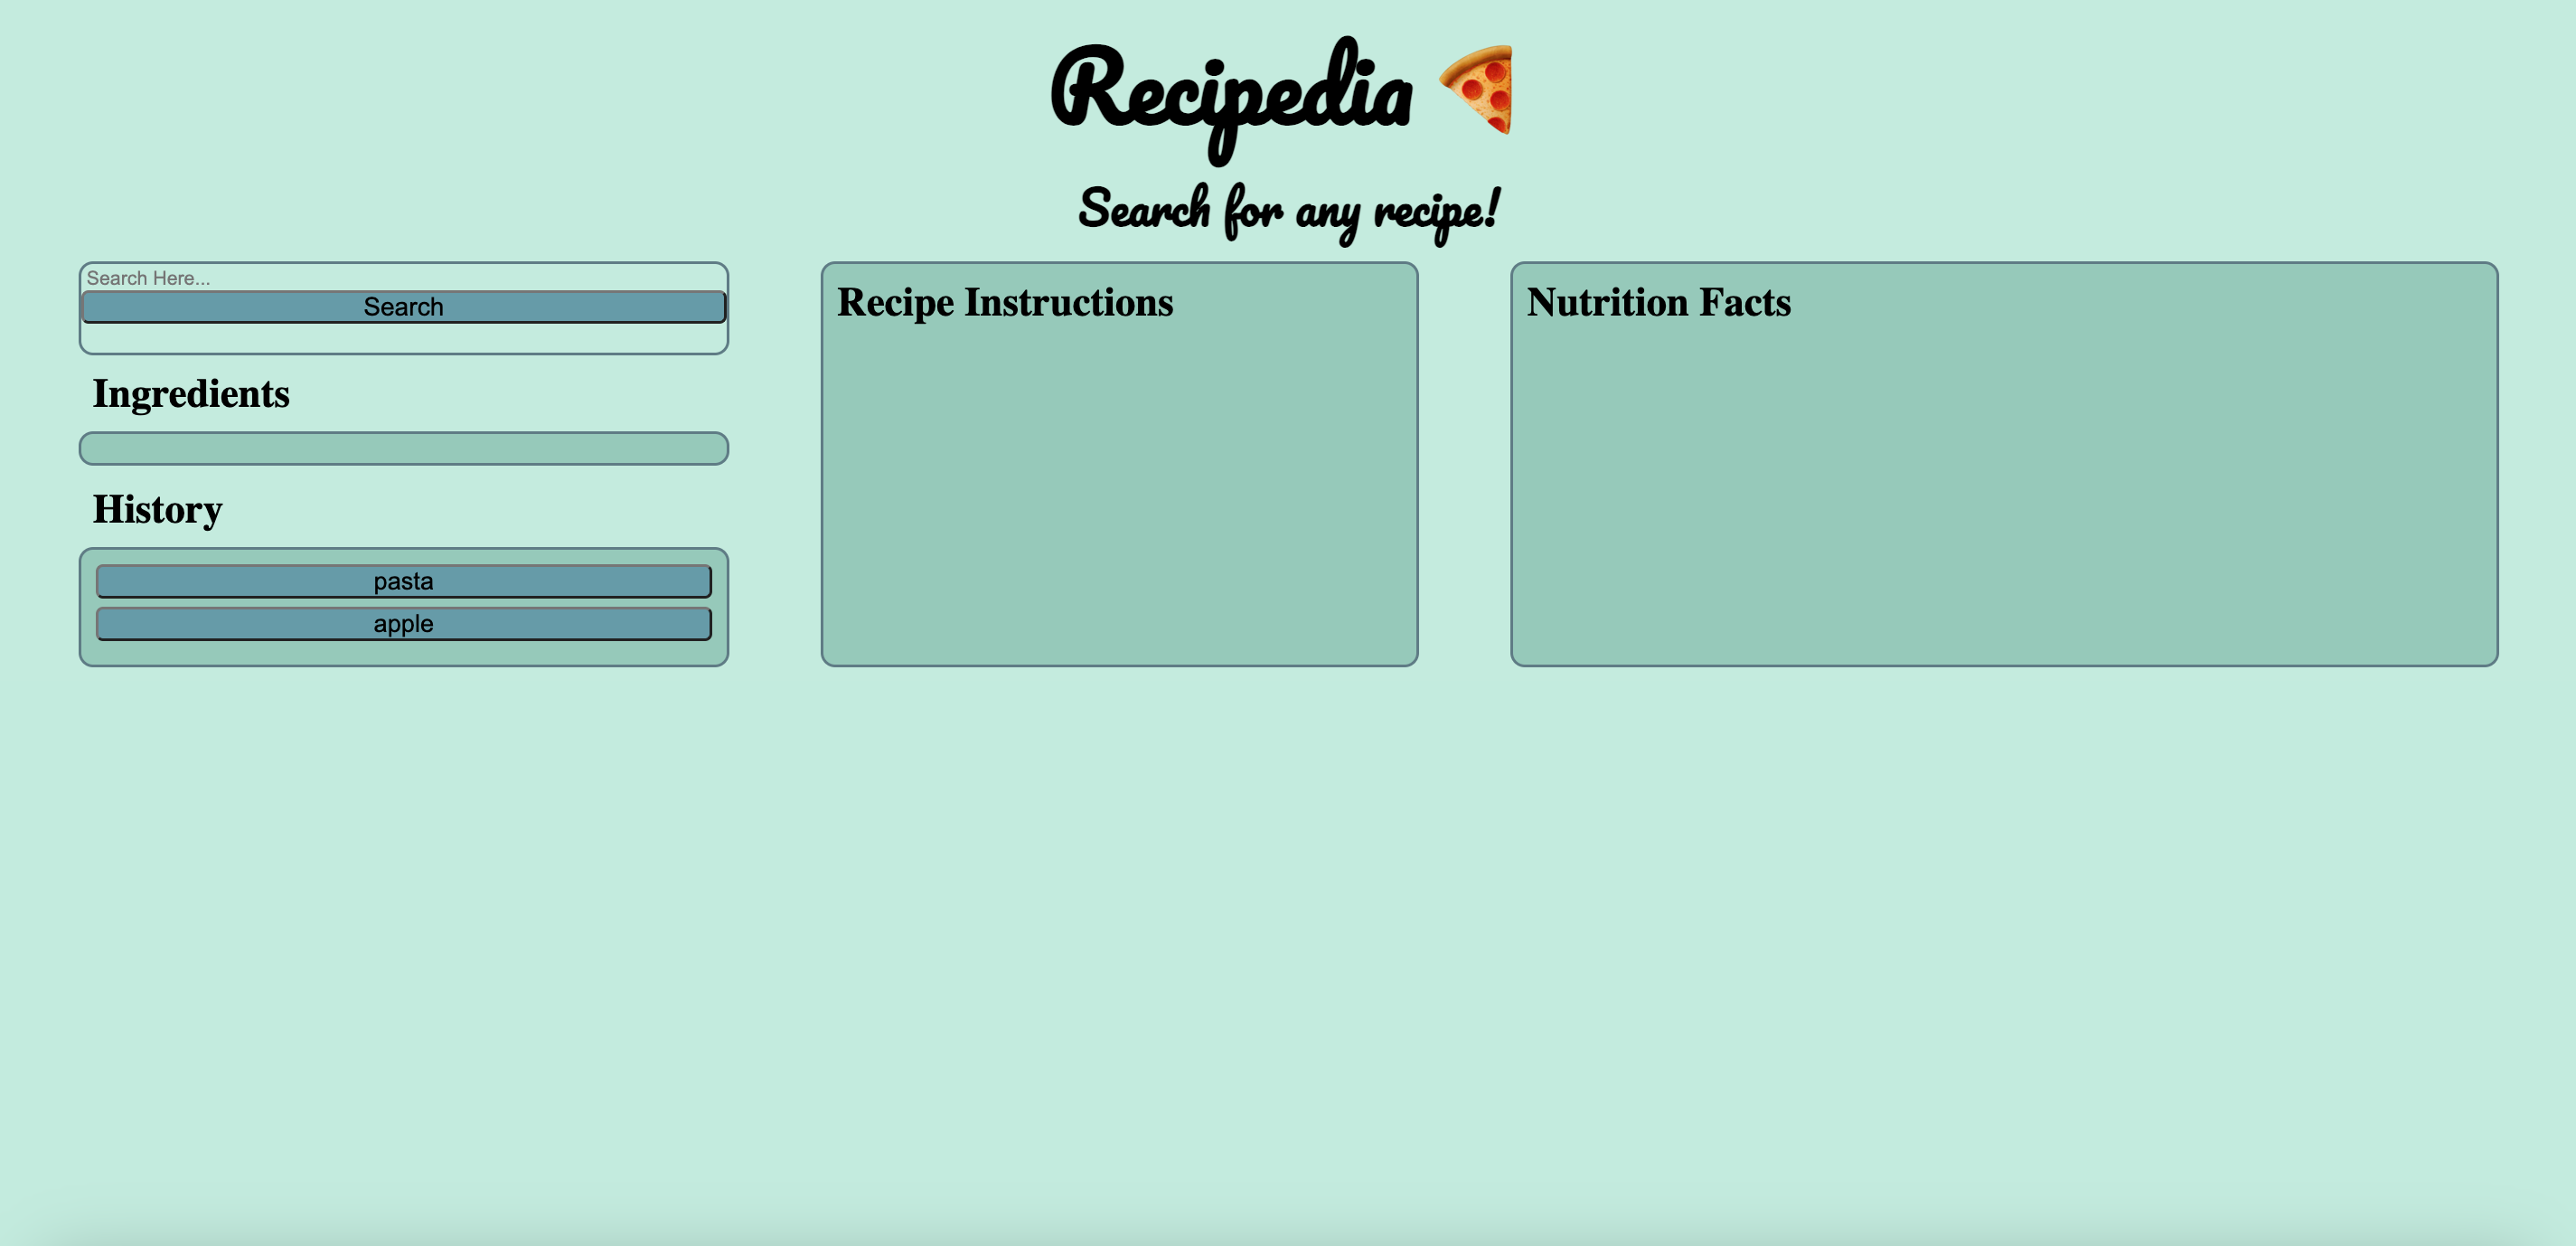 Recipedia
Search for any recipe!
Search Here...
Search
Ingredients
History
pasta
apple
Recipe Instructions
Nutrition Facts